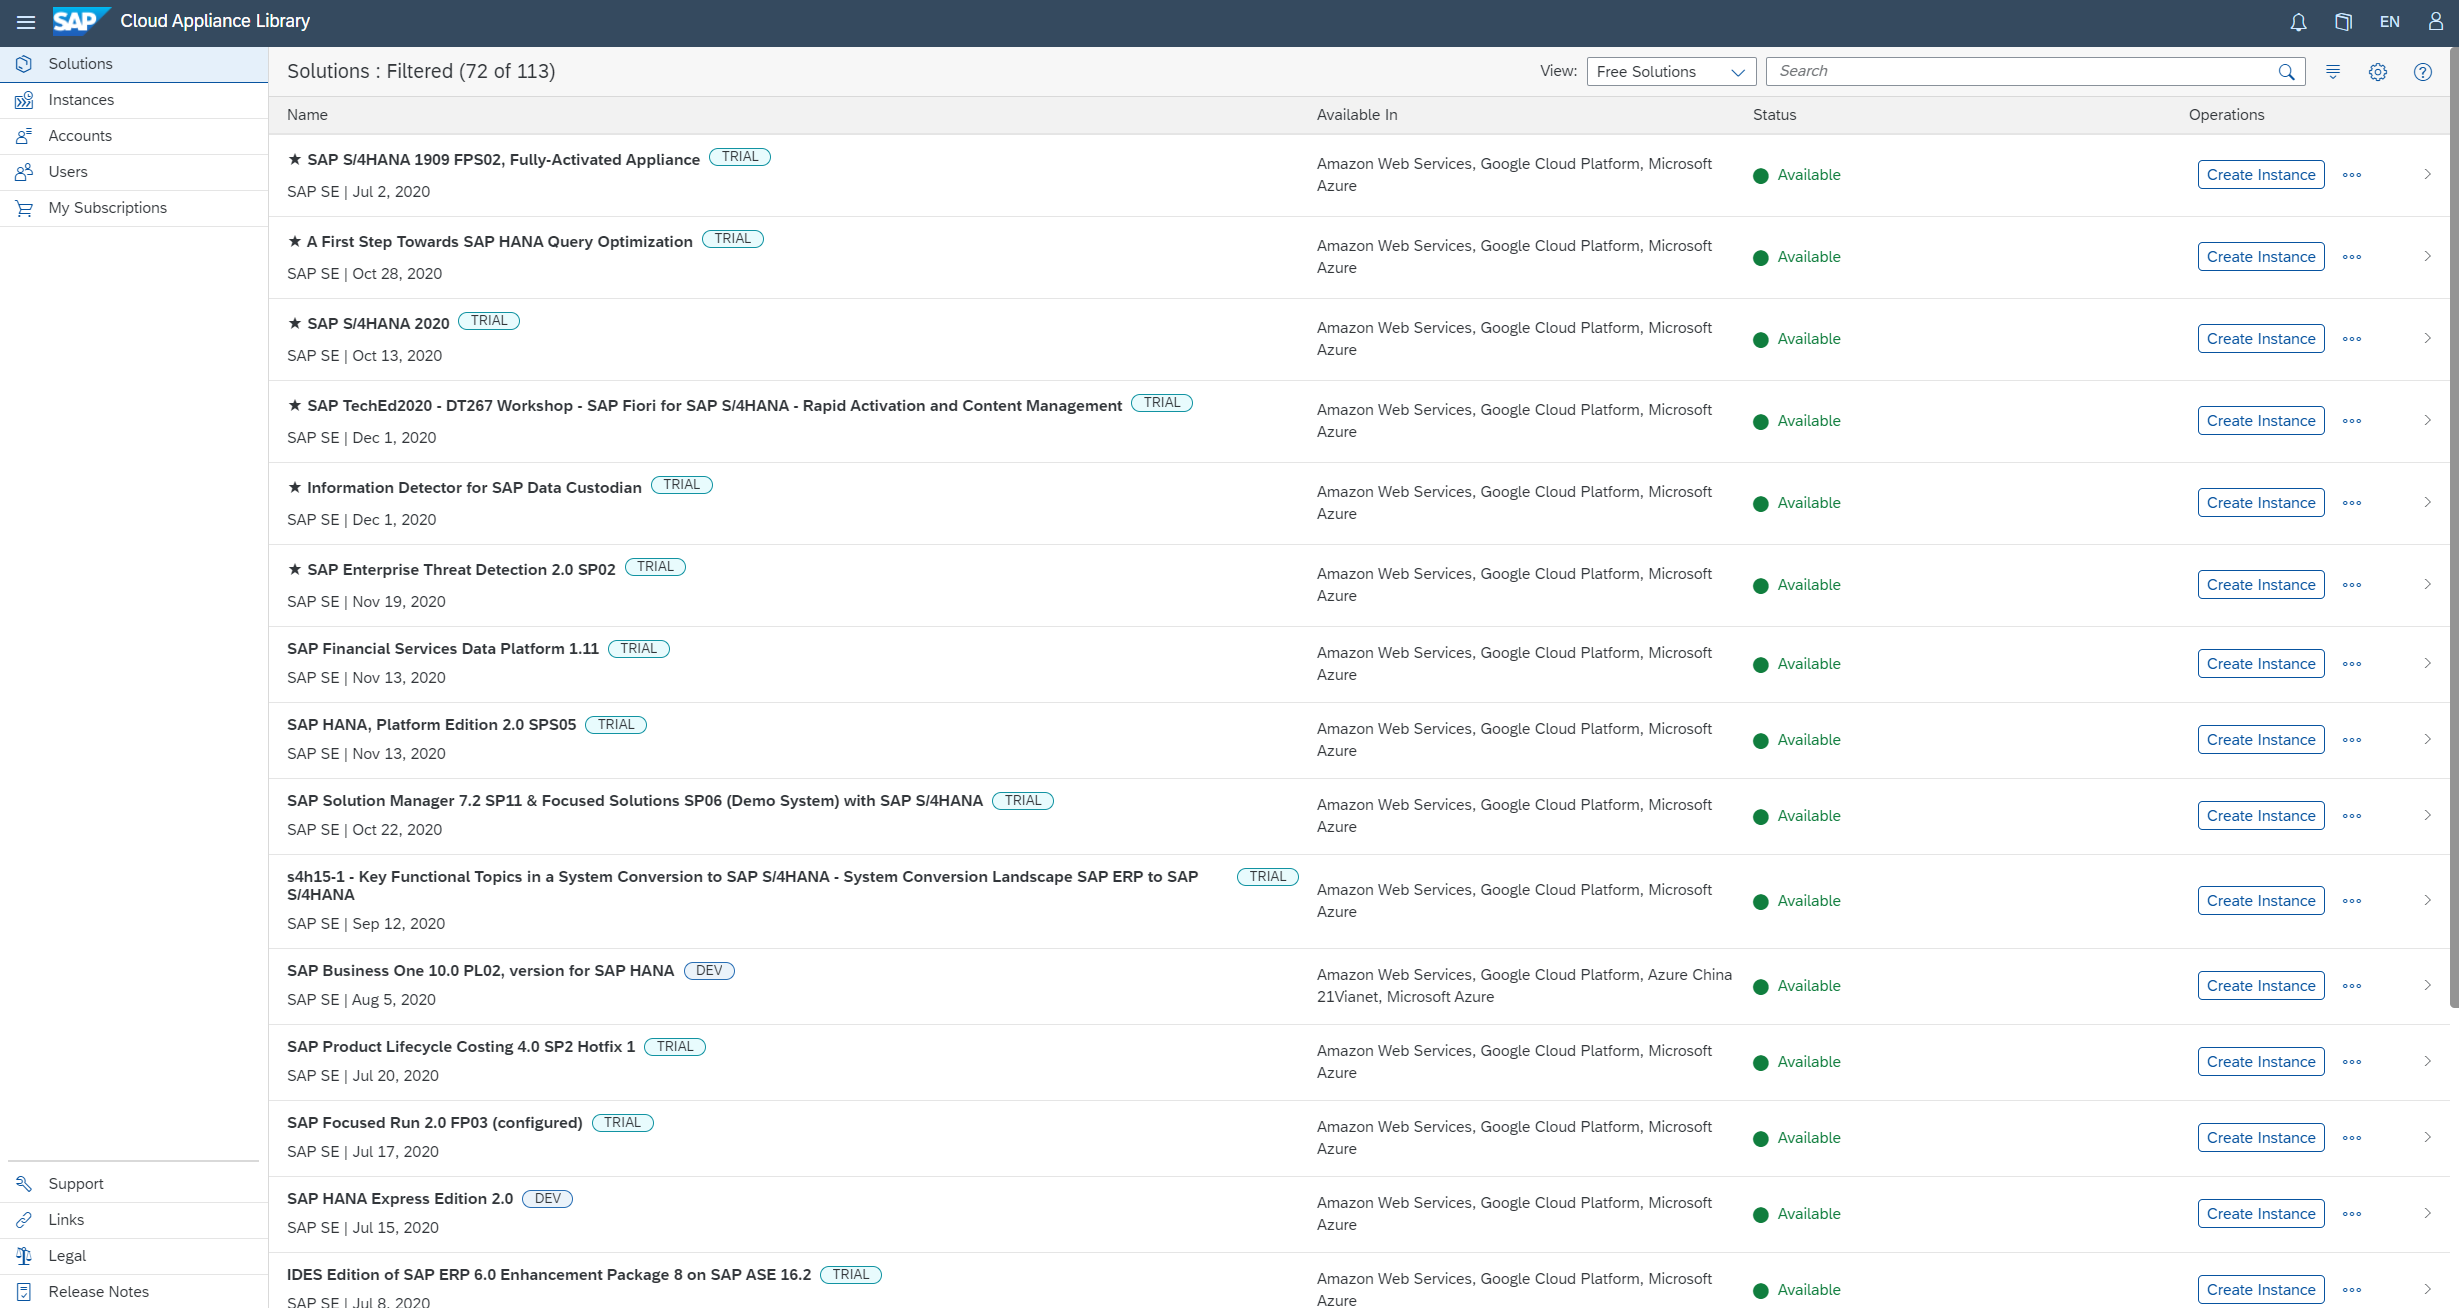 SAP Cloud Appliance Library
EN
Solutions
Instances
Accounts
Users
My Subscriptions
Support
Links
Legal
Release Notes
Solutions : Filtered (72 of 113)
View: Free Solutions
Search
Name Available In Status Operations
★ SAP S/4HANA 1909 FPS02, Fully-Activated Appliance TRIAL
SAP SE | Jul 2, 2020
Amazon Web Services, Google Cloud Platform, Microsoft
Azure
Available
Create Instance
★ A First Step Towards SAP HANA Query Optimization TRIAL
SAP SE | Oct 28, 2020
Amazon Web Services, Google Cloud Platform, Microsoft
Azure
Available
Create Instance
★ SAP S/4HANA 2020 TRIAL
SAP SE | Oct 13, 2020
Amazon Web Services, Google Cloud Platform, Microsoft
Azure
Available
Create Instance
★ SAP TechEd2020 - DT267 Workshop - SAP Fiori for SAP S/4HANA - Rapid Activation and Content Management TRIAL
SAP SE | Dec 1, 2020
Amazon Web Services, Google Cloud Platform, Microsoft
Azure
Available
Create Instance
★ Information Detector for SAP Data Custodian TRIAL
SAP SE | Dec 1, 2020
Amazon Web Services, Google Cloud Platform, Microsoft
Azure
Available
Create Instance
★ SAP Enterprise Threat Detection 2.0 SP02 TRIAL
SAP SE | Nov 19, 2020
Amazon Web Services, Google Cloud Platform, Microsoft
Azure
Available
Create Instance
SAP Financial Services Data Platform 1.11 TRIAL
SAP SE | Nov 13, 2020
Amazon Web Services, Google Cloud Platform, Microsoft
Azure
Available
Create Instance
SAP HANA, Platform Edition 2.0 SPS05 TRIAL
SAP SE | Nov 13, 2020
Amazon Web Services, Google Cloud Platform, Microsoft
Azure
Available
Create Instance
SAP Solution Manager 7.2 SP11 & Focused Solutions SP06 (Demo System) with SAP S/4HANA TRIAL
SAP SE | Oct 22, 2020
Amazon Web Services, Google Cloud Platform, Microsoft
Azure
Available
Create Instance
s4h15-1 - Key Functional Topics in a System Conversion to SAP S/4HANA - System Conversion Landscape SAP ERP to SAP
S/4HANA
TRIAL
SAP SE | Sep 12, 2020
Amazon Web Services, Google Cloud Platform, Microsoft
Azure
Available
Create Instance
SAP Business One 10.0 PL02, version for SAP HANA DEV
SAP SE | Aug 5, 2020
Amazon Web Services, Google Cloud Platform, Azure China
21Vianet, Microsoft Azure
Available
Create Instance
SAP Product Lifecycle Costing 4.0 SP2 Hotfix 1 TRIAL
SAP SE | Jul 20, 2020
Amazon Web Services, Google Cloud Platform, Microsoft
Azure
Available
Create Instance
SAP Focused Run 2.0 FP03 (configured) TRIAL
SAP SE | Jul 17, 2020
Amazon Web Services, Google Cloud Platform, Microsoft
Azure
Available
Create Instance
SAP HANA Express Edition 2.0 DEV
SAP SE | Jul 15, 2020
Amazon Web Services, Google Cloud Platform, Microsoft
Azure
Available
Create Instance
IDES Edition of SAP ERP 6.0 Enhancement Package 8 on SAP ASE 16.2 TRIAL
SAP SE | Jul 8, 2020
Amazon Web Services, Google Cloud Platform, Microsoft
Azure
Available
Create Instance